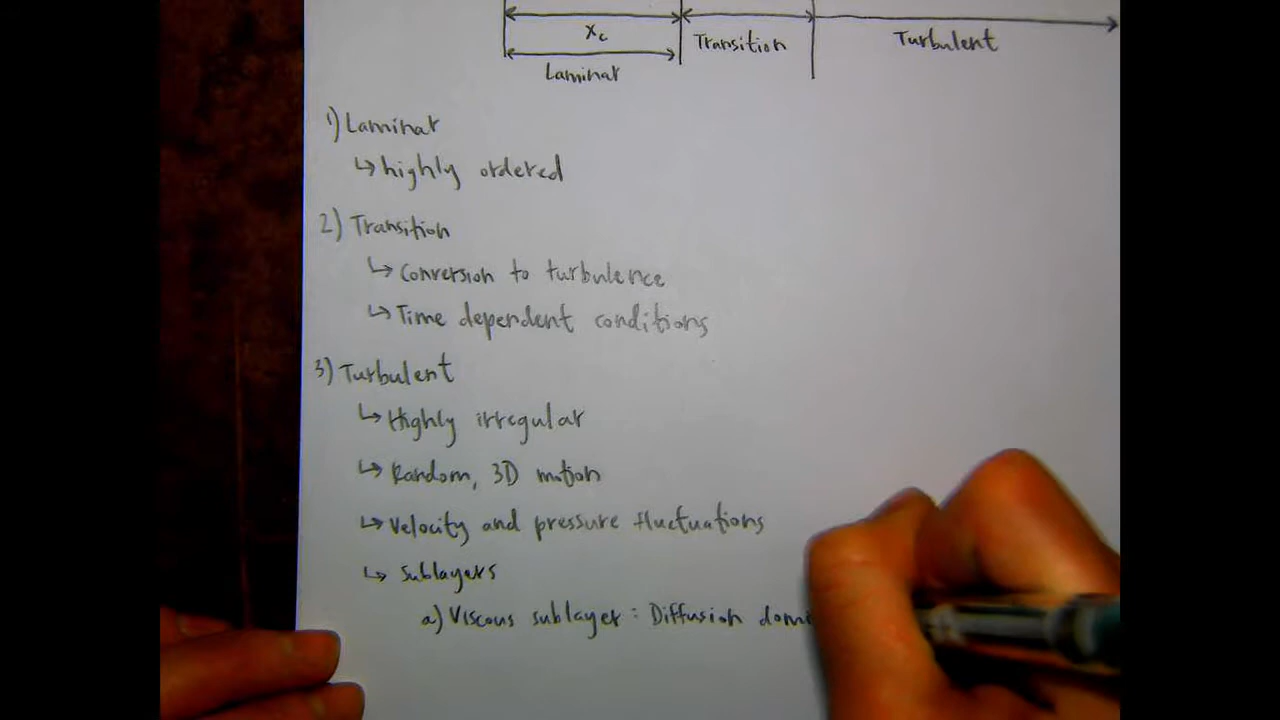 xc Transition Turbulent
Laminar
1) Laminar
↳ highly ordered
2) Transition
↳ Conversion to turbulence
↳ Time dependent conditions
3) Turbulent
↳ Highly irregular
↳ Random, 3D motion
↳ Velocity and pressure fluctuations
↳ Sublayers
a) Viscous sublayer : Diffusion